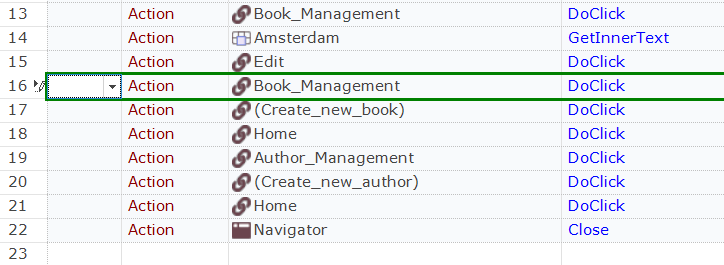 13 Action Book_Management DoClick
14 Action Amsterdam GetInnerText
15 Action Edit DoClick
16 Action Book_Management DoClick
17 Action (Create_new_book) DoClick
18 Action Home DoClick
19 Action Author_Management DoClick
20 Action (Create_new_author) DoClick
21 Action Home DoClick
22 Action Navigator Close
23